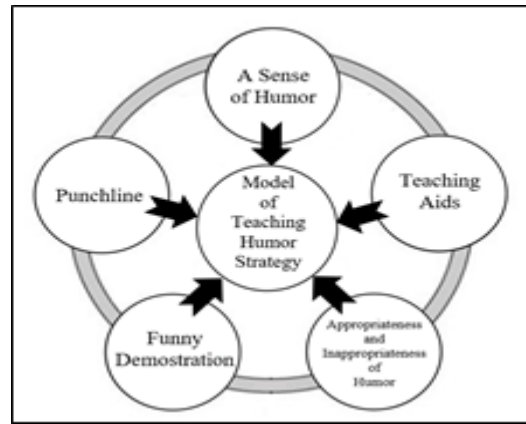 A Sense
of Humor
Punchline
Model
of
Teaching
Humor
Strategy
Teaching
Aids
Funny
Demostration
Appropriateness
and
Inappropriateness
of
Humor